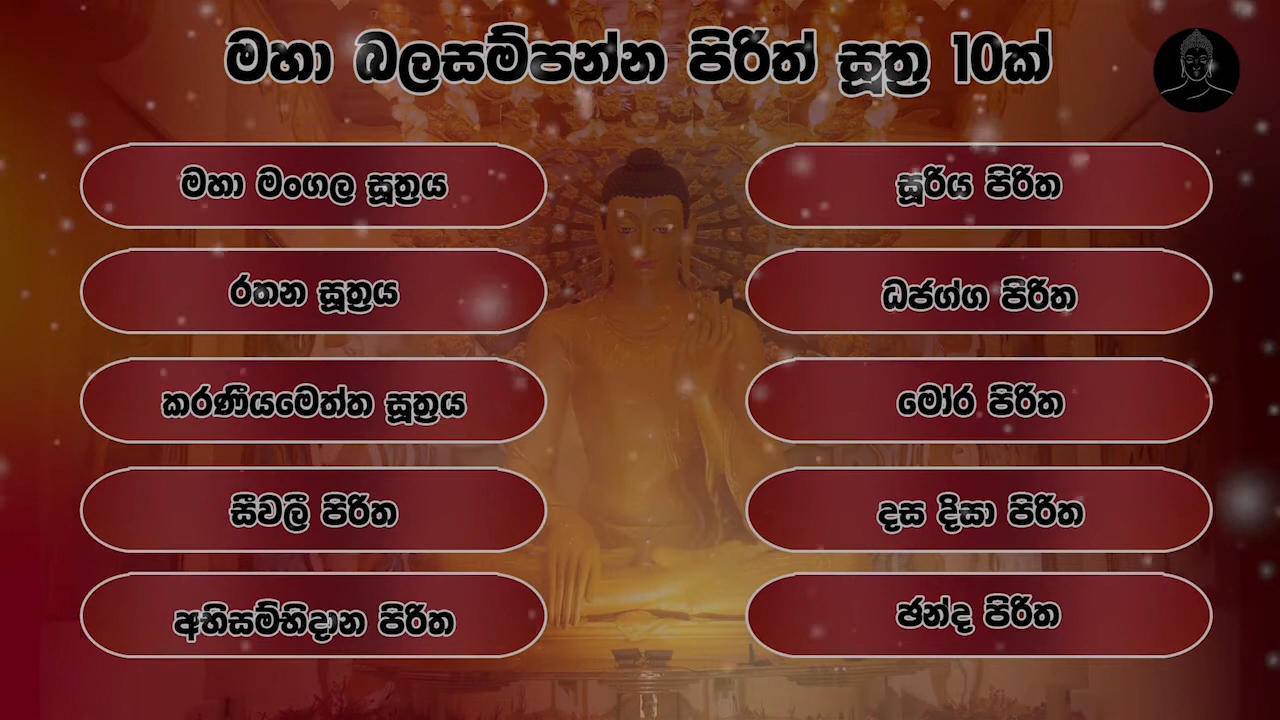 මහා බලසම්පන්න පිරිත් සූත්‍ර 10ක්
මහා මංගල සූත්‍රය
රතන සූත්‍රය
කරණීයමෙත්ත සූත්‍රය
සීවලී පිරිත
අභිසම්භිදාන පිරිත
සූරිය පිරිත
ධජග්ග පිරිත
මෝර පිරිත
දස දිසා පිරිත
ඡන්ද පිරිත